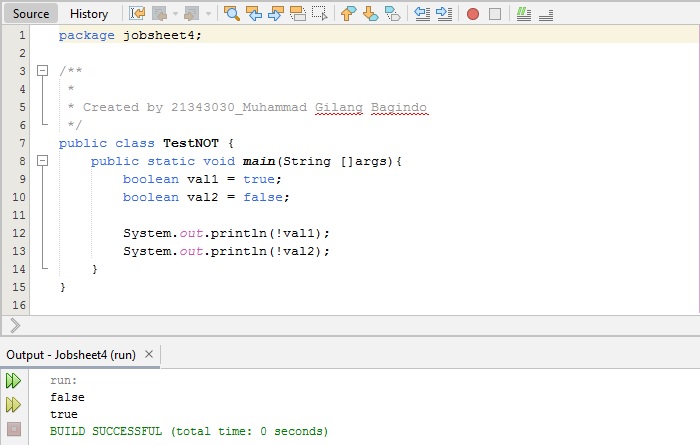 Source History
1 package jobsheet4;
2
3 /**
4 *
5 * Created by 21343030_Muhammad Gilang Bagindo
6 */
7 public class TestNOT {
8 public static void main(String []args){
9 boolean val1 = true;
10 boolean val2 = false;
11
12 System.out.println(!val1);
13 System.out.println(!val2);
14 }
15 }
16
Output - Jobsheet4 (run) ×
run:
false
true
BUILD SUCCESSFUL (total time: 0 seconds)